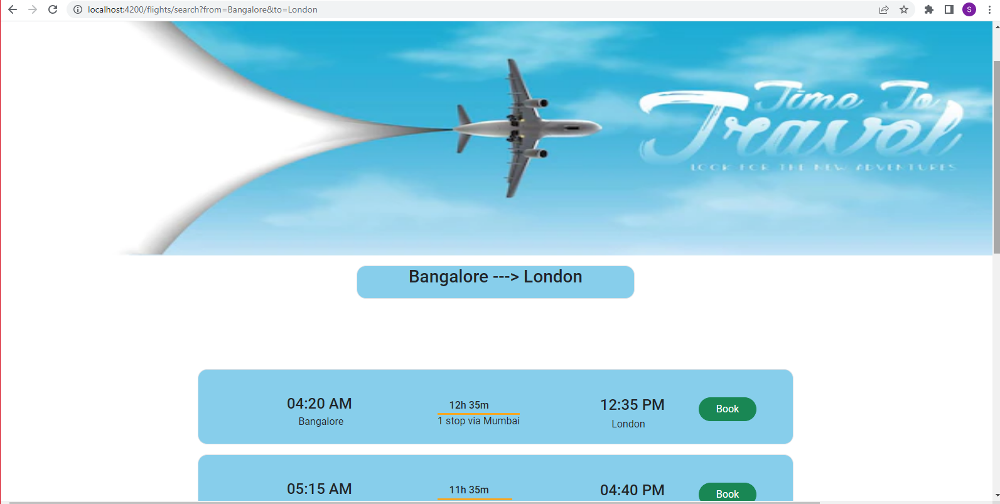 localhost:4200/flights/search?from=Bangalore&to=London
S
Time To
Travel
LOOK FOR THE NEW ADVENTURES
Bangalore ---> London
04:20 AM
12h 35m
12:35 PM
Book
Bangalore
1 stop via Mumbai
London
05:15 AM
11h 35m
04:40 PM
Book